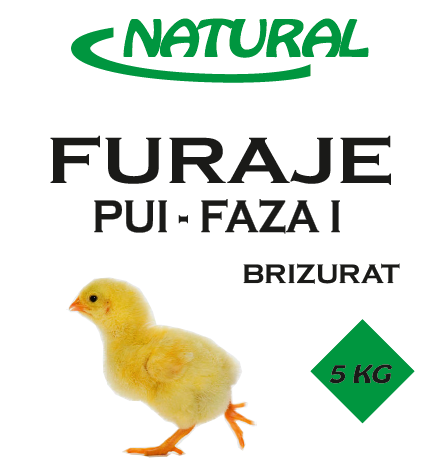 NATURAL
FURAJE
PUI - FAZA I
BRIZURAT
5 KG